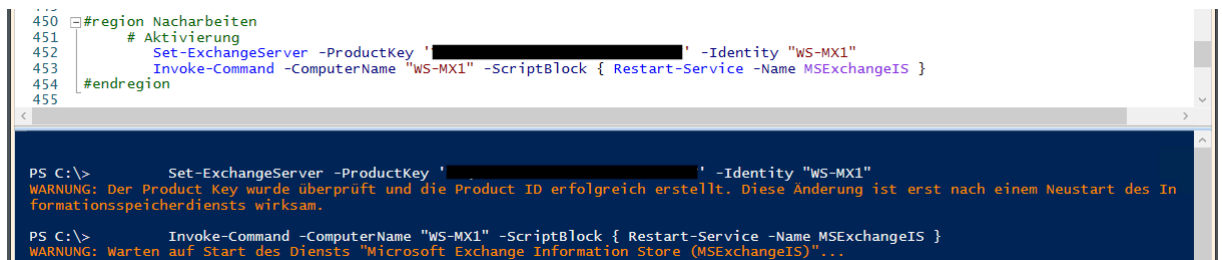 450 #region Nacharbeiten
451 # Aktivierung
452 Set-ExchangeServer -ProductKey '' -Identity "WS-MX1"
453 Invoke-Command -ComputerName "WS-MX1" -ScriptBlock { Restart-Service -Name MSExchangeIS }
454 #endregion
455
PS C:\> Set-ExchangeServer -ProductKey '' -Identity "WS-MX1"
WARNUNG: Der Product Key wurde überprüft und die Product ID erfolgreich erstellt. Diese Änderung ist erst nach einem Neustart des In
formationsspeicherdiensts wirksam.
PS C:\> Invoke-Command -ComputerName "WS-MX1" -ScriptBlock { Restart-Service -Name MSExchangeIS }
WARNUNG: Warten auf Start des Diensts "Microsoft Exchange Information Store (MSExchangeIS)"...